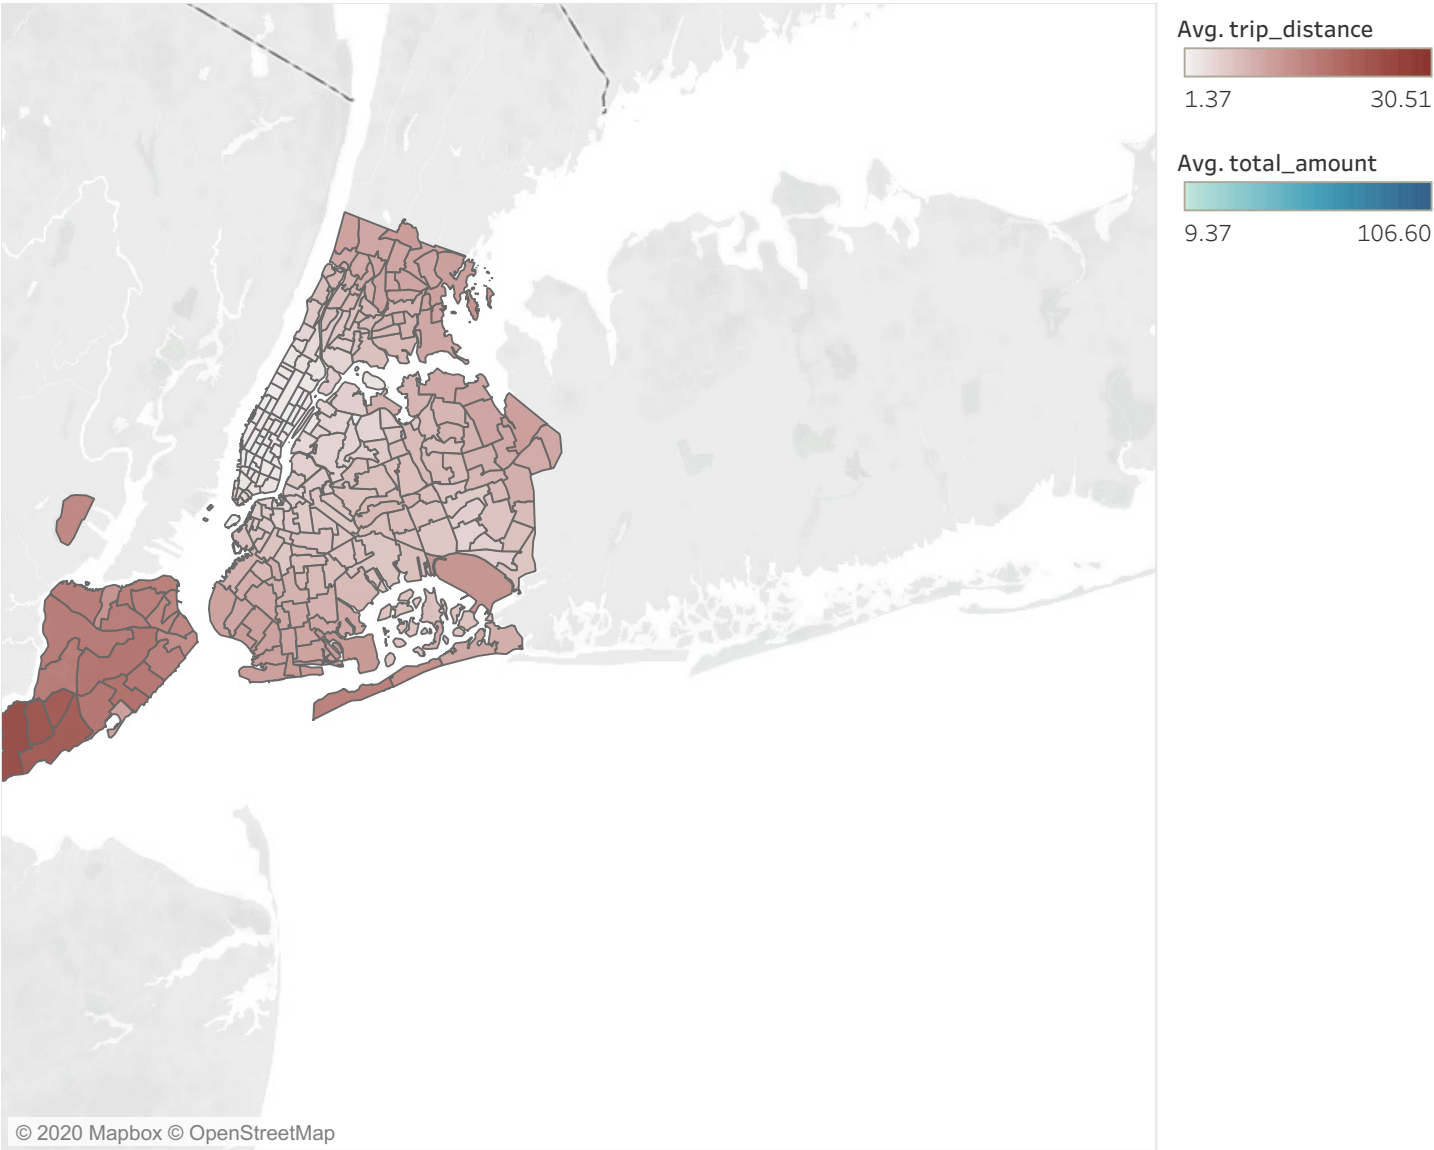 Avg. trip_distance
1.37 30.51
Avg. total_amount
9.37 106.60
© 2020 Mapbox © OpenStreetMap